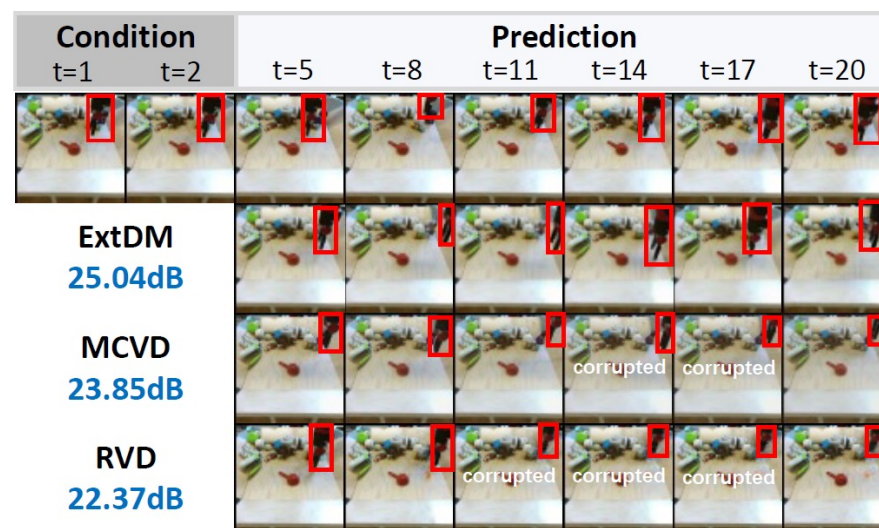 Condition
Prediction
t=1 t=2 t=5 t=8 t=11 t=14 t=17 t=20
ExtDM
25.04dB
MCVD
23.85dB
corrupted corrupted
RVD
22.37dB
corrupted corrupted corrupted